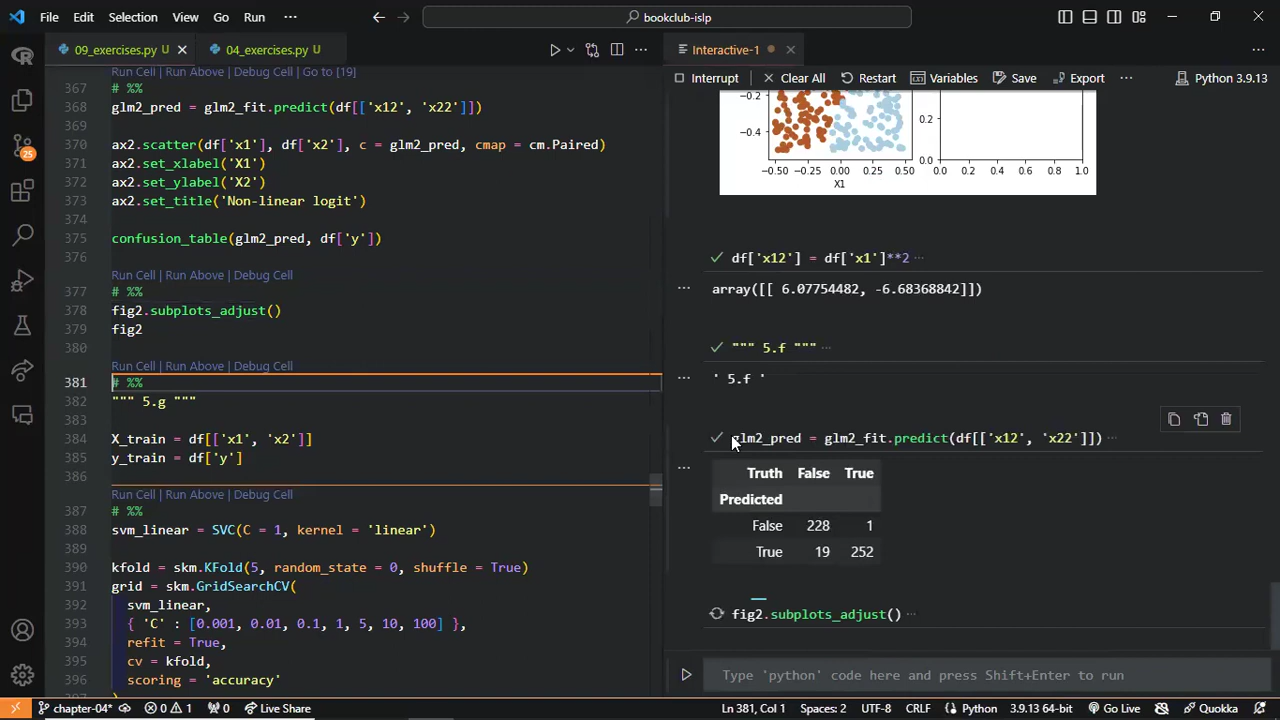 File Edit Selection View Go Run ··· bookclub-islp
09_exercises.py U 04_exercises.py U
Run Cell | Run Above | Debug Cell | Go to [19]
367 # %%
368 glm2_pred = glm2_fit.predict(df[['x12', 'x22']])
369
370 ax2.scatter(df['x1'], df['x2'], c = glm2_pred, cmap = cm.Paired)
371 ax2.set_xlabel('X1')
372 ax2.set_ylabel('X2')
373 ax2.set_title('Non-linear logit')
374
375 confusion_table(glm2_pred, df['y'])
376
Run Cell | Run Above | Debug Cell
377 # %%
378 fig2.subplots_adjust()
379 fig2
380
Run Cell | Run Above | Debug Cell
381 # %%
382 """ 5.g """
383
384 X_train = df[['x1', 'x2']]
385 y_train = df['y']
386
Run Cell | Run Above | Debug Cell
387 # %%
388 svm_linear = SVC(C = 1, kernel = 'linear')
389
390 kfold = skm.KFold(5, random_state = 0, shuffle = True)
391 grid = skm.GridSearchCV(
392 svm_linear,
393 { 'C' : [0.001, 0.01, 0.1, 1, 5, 10, 100] },
394 refit = True,
395 cv = kfold,
396 scoring = 'accuracy'
Interactive-1
Interrupt Clear All Restart Variables Save Export ··· Python 3.9.13
−0.2
−0.4
0.2
0.0
−0.50 −0.25 0.00 0.25 0.50 0.0 0.2 0.4 0.6 0.8 1.0
X1
df['x12'] = df['x1']**2 ···
array([[ 6.07754482, -6.68368842]])
""" 5.f """ ···
' 5.f '
glm2_pred = glm2_fit.predict(df[['x12', 'x22']]) ···
Truth False True
Predicted
False 228 1
True 19 252
fig2.subplots_adjust() ···
Type 'python' code here and press Shift+Enter to run
25
chapter-04* 0 1 Live Share Ln 381, Col 1 Spaces: 2 UTF-8 CRLF Python 3.9.13 64-bit Go Live Quokka